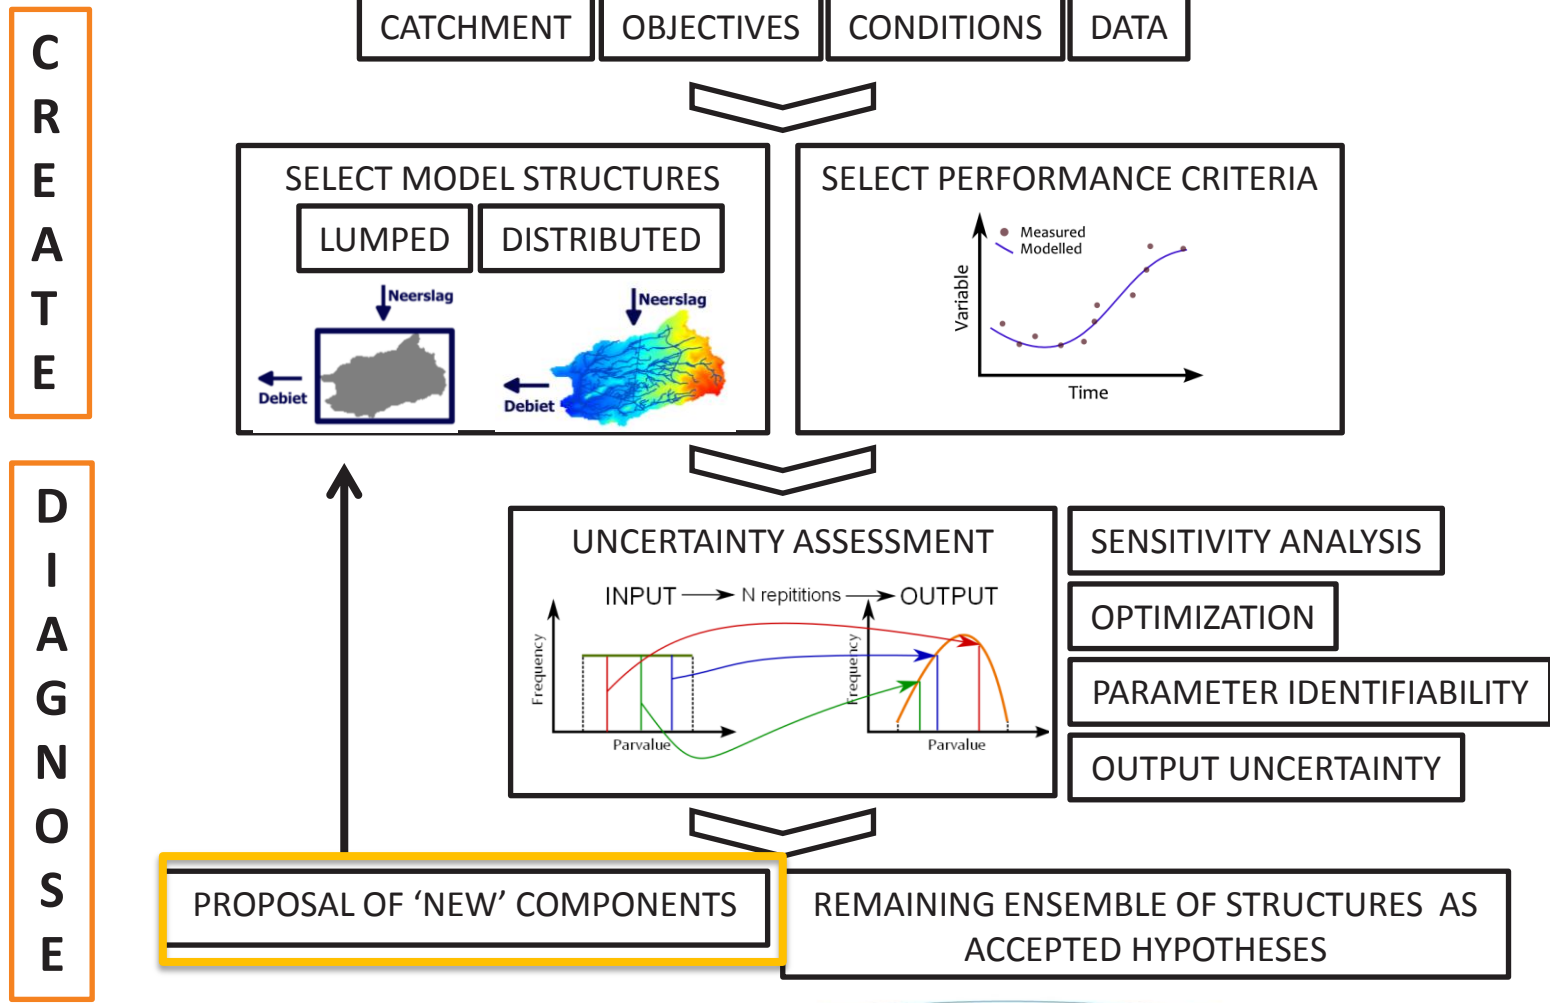 CREATE
CATCHMENT
OBJECTIVES
CONDITIONS
DATA
SELECT MODEL STRUCTURES
LUMPED
DISTRIBUTED
Neerslag
Debiet
Neerslag
Debiet
SELECT PERFORMANCE CRITERIA
Measured
Modelled
Variable
Time
DIAGNOSE
UNCERTAINTY ASSESSMENT
INPUT N repititions OUTPUT
Frequency
Parvalue
Frequency
Parvalue
SENSITIVITY ANALYSIS
OPTIMIZATION
PARAMETER IDENTIFIABILITY
OUTPUT UNCERTAINTY
PROPOSAL OF ‘NEW’ COMPONENTS
REMAINING ENSEMBLE OF STRUCTURES AS
ACCEPTED HYPOTHESES